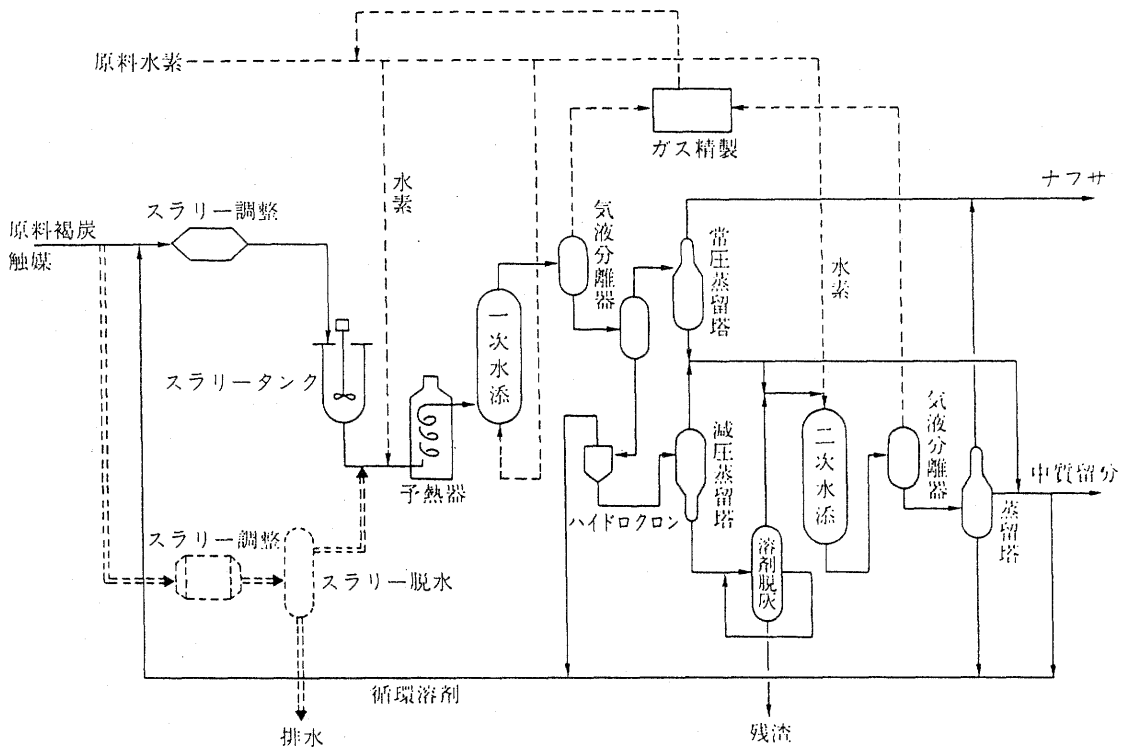 原料水素
ガス精製
水素
ナフサ
スラリー調整
原料褐炭
触媒
気液分離器
常圧蒸留塔
水素
一次水添
スラリータンク
予熱器
ハイドロクロン
減圧蒸留塔
二次水添
気液分離器
中質留分
蒸留塔
スラリー調整
スラリー脱水
溶剤脱灰
循環溶剤
排水
残渣